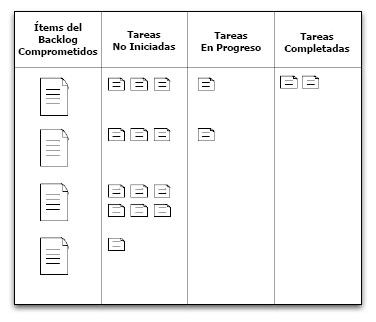 Ítems del
Backlog
Comprometidos
Tareas
No Iniciadas
Tareas
En Progreso
Tareas
Completadas